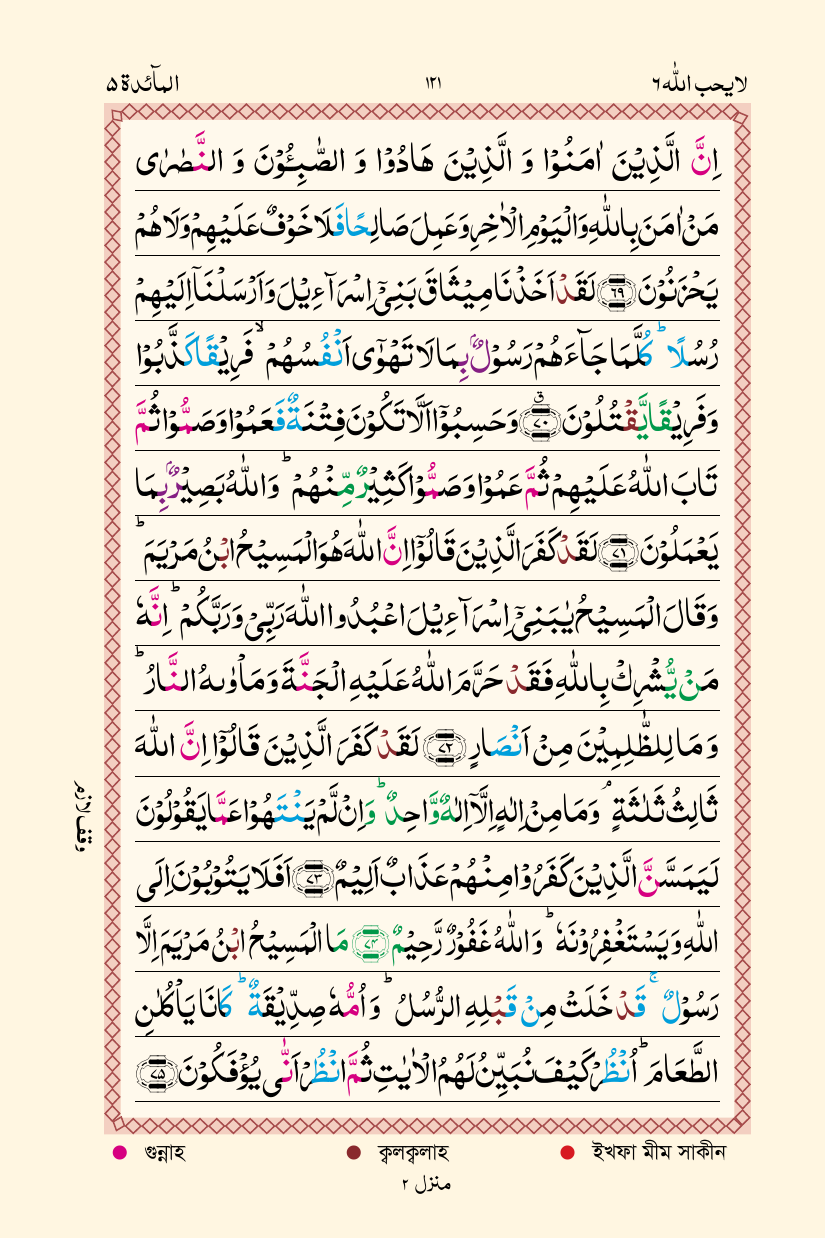 لا يحب الله ٦
١٢١
المآئدة ٥
اِنَّ الَّذِيْنَ اٰمَنُوْا وَ الَّذِيْنَ هَادُوْا وَ الصّٰبِـُٔوْنَ وَ النَّصٰرٰى
مَنْ اٰمَنَ بِاللّٰهِ وَالْيَوْمِ الْاٰخِرِ وَعَمِلَ صَالِحًا فَلَا خَوْفٌ عَلَيْهِمْ وَلَا هُمْ
يَحْزَنُوْنَ ﴿٦٩﴾ لَقَدْ اَخَذْنَا مِيْثَاقَ بَنِيْٓ اِسْرَآءِيْلَ وَاَرْسَلْنَآ اِلَيْهِمْ
رُسُلًا ؕ كُلَّمَا جَآءَهُمْ رَسُوْلٌۢ بِمَا لَا تَهْوٰٓى اَنْفُسُهُمْ ۙ فَرِيْقًا كَذَّبُوْا
وَفَرِيْقًا يَّقْتُلُوْنَ ﴿٧٠﴾ۗ وَحَسِبُوْٓا اَلَّا تَكُوْنَ فِتْنَةٌ فَعَمُوْا وَصَمُّوْا ثُمَّ
تَابَ اللّٰهُ عَلَيْهِمْ ثُمَّ عَمُوْا وَصَمُّوْا كَثِيْرٌ مِّنْهُمْ ؕ وَاللّٰهُ بَصِيْرٌۢ بِمَا
يَعْمَلُوْنَ ﴿٧١﴾ لَقَدْ كَفَرَ الَّذِيْنَ قَالُوْٓا اِنَّ اللّٰهَ هُوَ الْمَسِيْحُ ابْنُ مَرْيَمَ ؕ
وَقَالَ الْمَسِيْحُ يٰبَنِيْٓ اِسْرَآءِيْلَ اعْبُدُوا اللّٰهَ رَبِّيْ وَرَبَّكُمْ ؕ اِنَّهٗ
مَنْ يُّشْرِكْ بِاللّٰهِ فَقَدْ حَرَّمَ اللّٰهُ عَلَيْهِ الْجَنَّةَ وَمَاْوٰىهُ النَّارُ ؕ
وَمَا لِلظّٰلِمِيْنَ مِنْ اَنْصَارٍ ﴿٧٢﴾ لَقَدْ كَفَرَ الَّذِيْنَ قَالُوْٓا اِنَّ اللّٰهَ
ثَالِثُ ثَلٰثَةٍ ۘ وَمَا مِنْ اِلٰهٍ اِلَّآ اِلٰهٌ وَّاحِدٌ ؕ وَاِنْ لَّمْ يَنْتَهُوْا عَمَّا يَقُوْلُوْنَ
وقف لازم
لَيَمَسَّنَّ الَّذِيْنَ كَفَرُوْا مِنْهُمْ عَذَابٌ اَلِيْمٌ ﴿٧٣﴾ اَفَلَا يَتُوْبُوْنَ اِلَى
اللّٰهِ وَيَسْتَغْفِرُوْنَهٗ ؕ وَاللّٰهُ غَفُوْرٌ رَّحِيْمٌ ﴿٧٤﴾ مَا الْمَسِيْحُ ابْنُ مَرْيَمَ اِلَّا
رَسُوْلٌ ۚ قَدْ خَلَتْ مِنْ قَبْلِهِ الرُّسُلُ ؕ وَاُمُّهٗ صِدِّيْقَةٌ ؕ كَانَا يَاْكُلٰنِ
الطَّعَامَ ؕ اُنْظُرْ كَيْفَ نُبَيِّنُ لَهُمُ الْاٰيٰتِ ثُمَّ انْظُرْ اَنّٰى يُؤْفَكُوْنَ ﴿٧٥﴾
গুন্নাহ
ক্বলক্বলাহ
ইখফা মীম সাকীন
منزل ٢